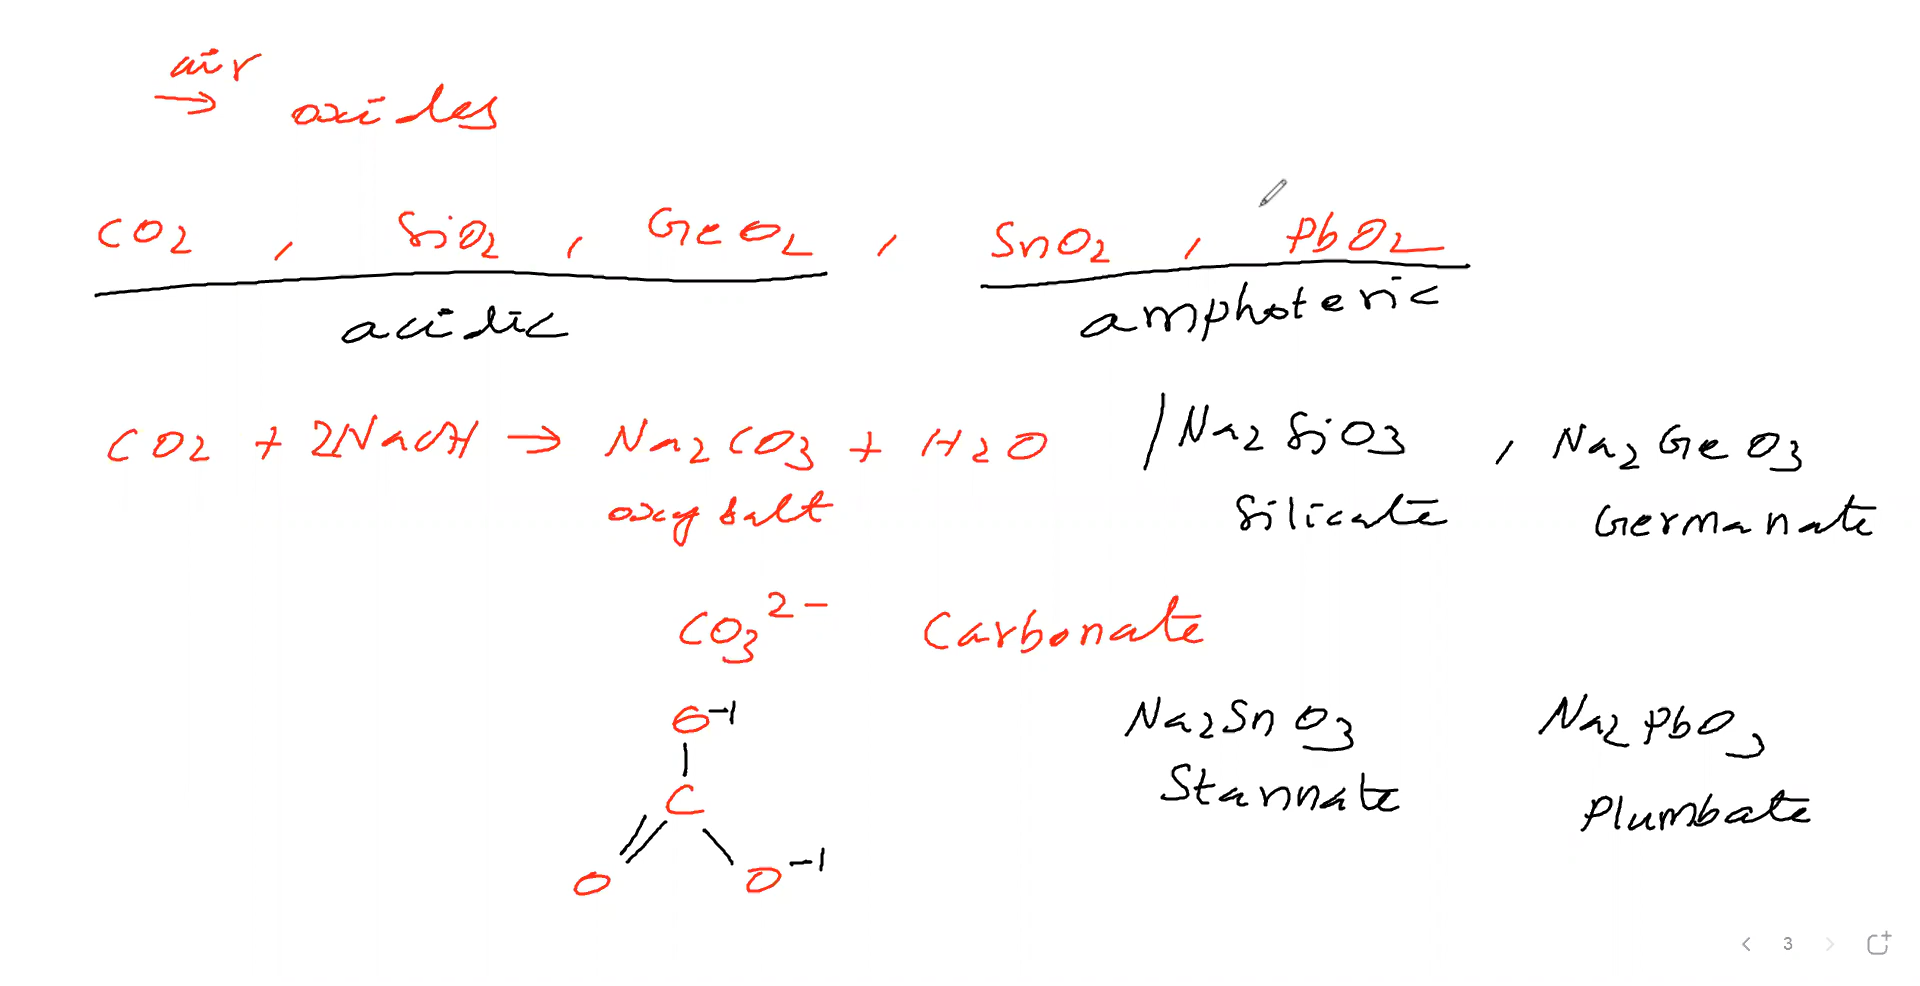 air
→ oxides
CO2 , SiO2 , GeO2 , SnO2 , PbO2
acidic amphoteric
CO2 + 2NaOH → Na2CO3 + H2O / Na2SiO3 , Na2GeO3
oxy salt Silicate Germanate
CO3 2- Carbonate
O-1 Na2SnO3 Na2PbO3
C Stannate Plumbate
O O-1
3